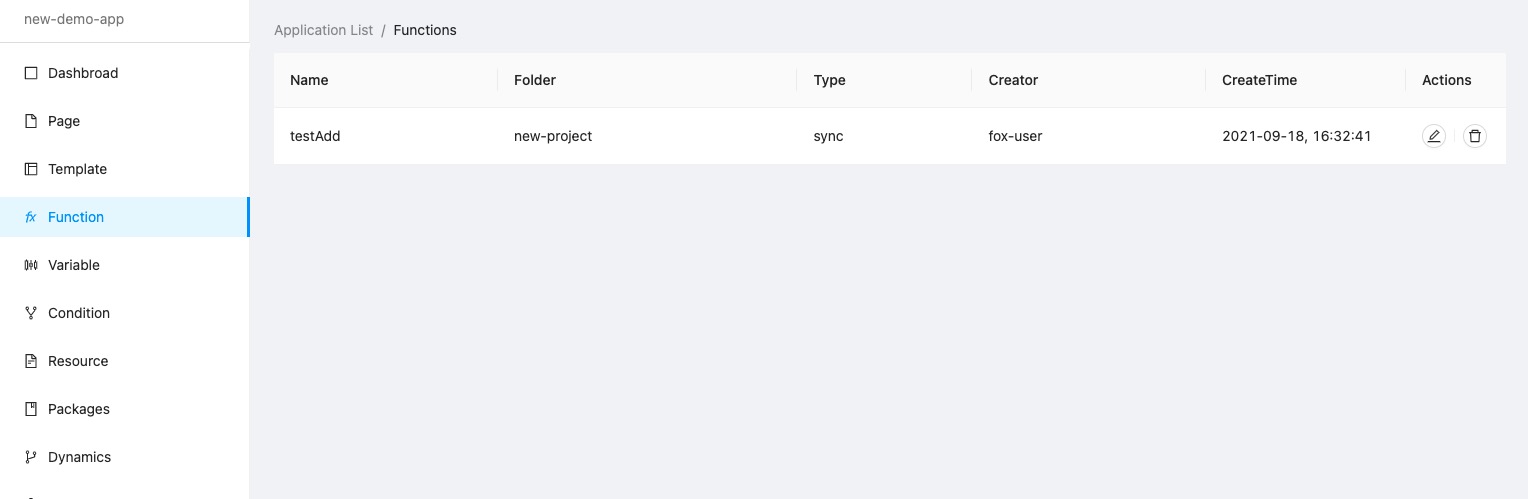 new-demo-app
Dashbroad
Page
Template
Function
Variable
Condition
Resource
Packages
Dynamics
Application List / Functions
Name Folder Type Creator CreateTime Actions
testAdd new-project sync fox-user 2021-09-18, 16:32:41